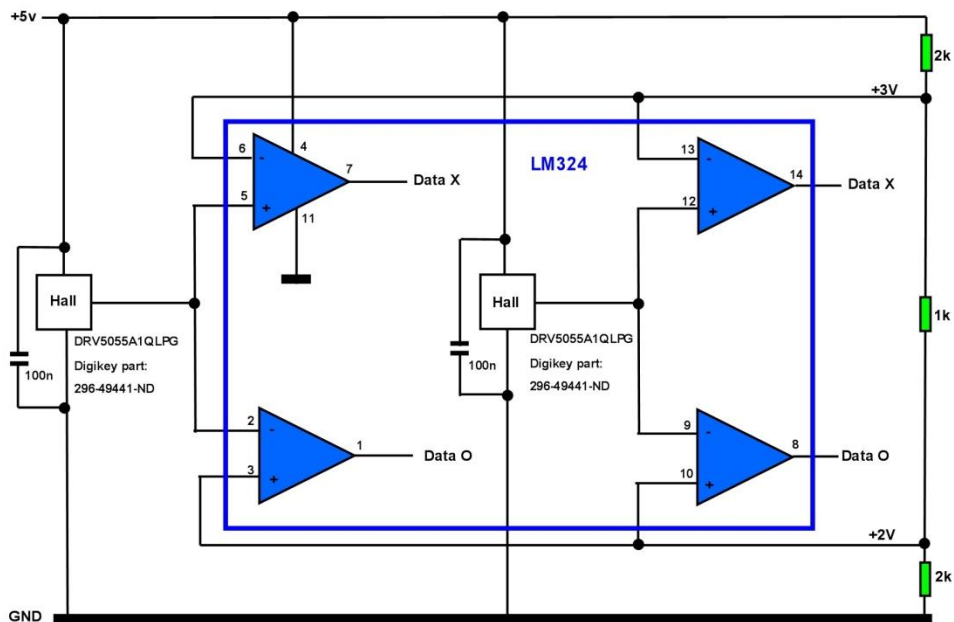 +5v
2k
+3V
LM324
6
-
4
7
Data X
5
+
11
13
-
14
Data X
12
+
Hall
DRV5055A1QLPG
Digikey part:
296-49441-ND
100n
Hall
DRV5055A1QLPG
Digikey part:
296-49441-ND
100n
1k
2
-
1
Data O
3
+
9
-
8
Data O
10
+
+2V
2k
GND